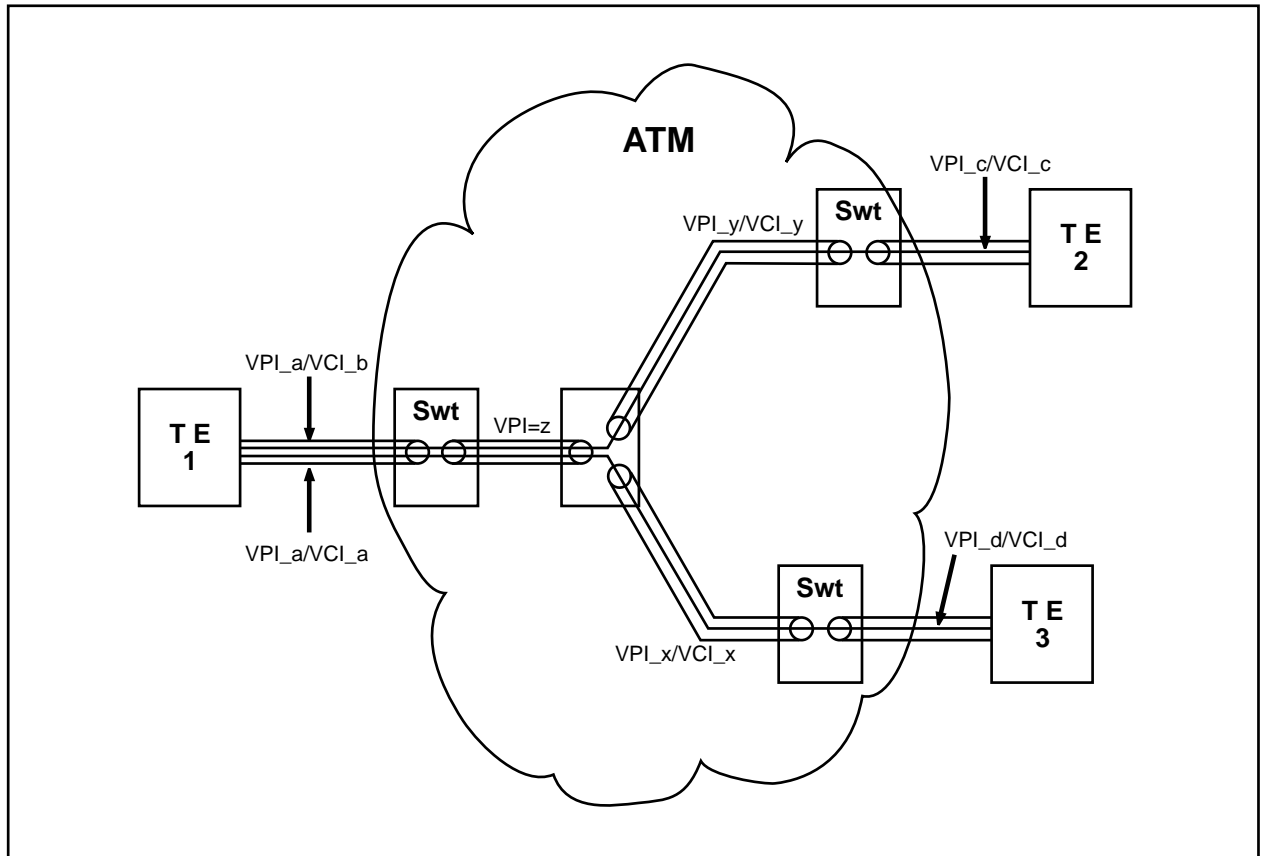 ATM
VPI_c/VCI_c
Swt
VPI_y/VCI_y
T E
2
VPI_a/VCI_b
Swt
VPI=z
T E
1
VPI_a/VCI_a
VPI_d/VCI_d
Swt
T E
3
VPI_x/VCI_x